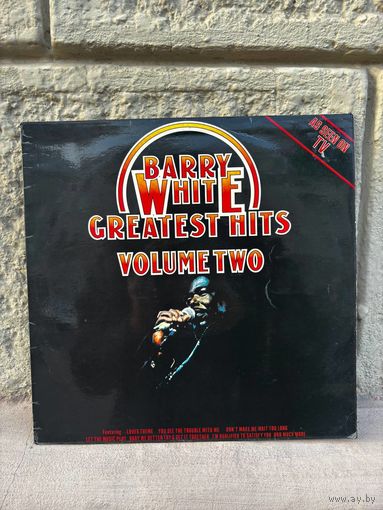 BARRY
WHITE
GREATEST HITS
VOLUME TWO
AS SEEN ON
TV
Featuring LOVES THEME YOU SEE THE TROUBLE WITH ME DON'T MAKE ME WAIT TOO LONG
LET THE MUSIC PLAY BABY WE BETTER TRY & GET IT TOGETHER I'M QUALIFIED TO SATISFY YOU AND MUCH MORE
www.ay.by